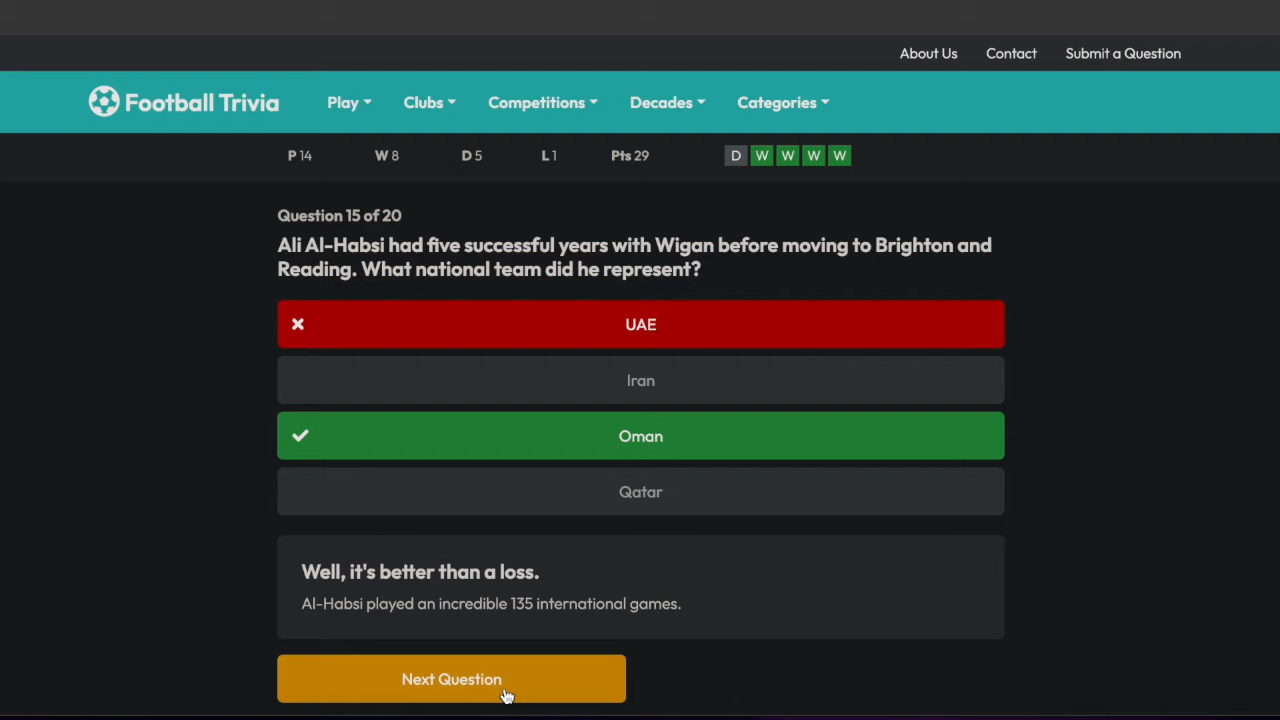 About Us Contact Submit a Question
Football Trivia Play Clubs Competitions Decades Categories
P 14 W 8 D 5 L 1 Pts 29 D W W W W
Question 15 of 20
Ali Al-Habsi had five successful years with Wigan before moving to Brighton and
Reading. What national team did he represent?
UAE
Iran
Oman
Qatar
Well, it's better than a loss.
Al-Habsi played an incredible 135 international games.
Next Question